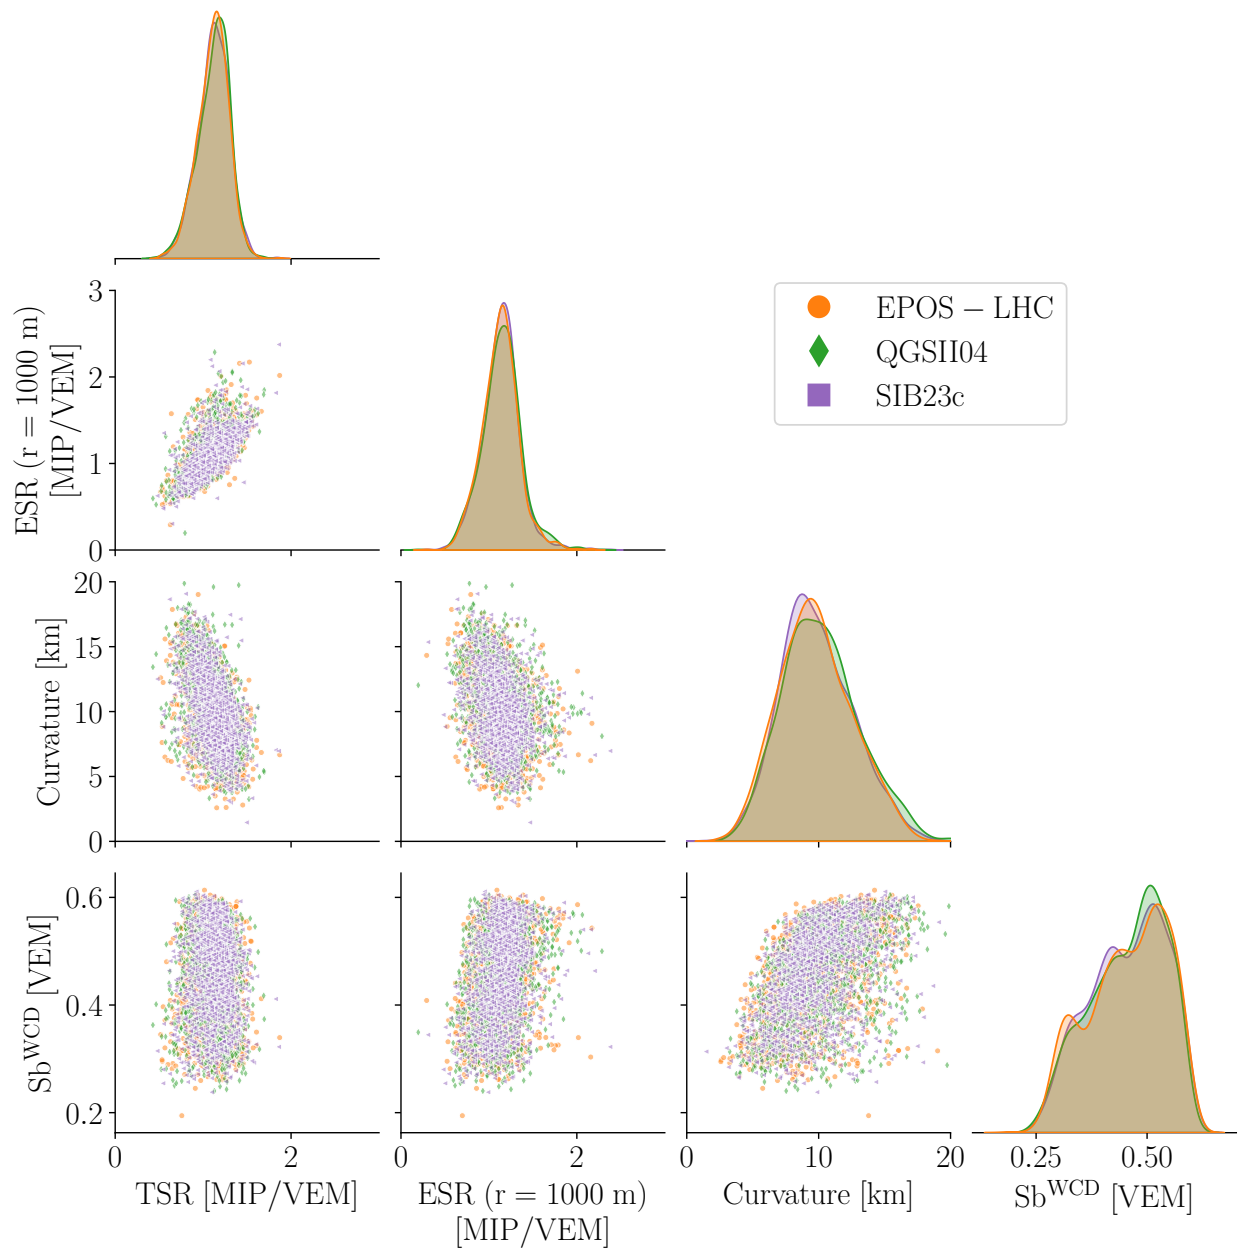 3
2
1
0
ESR (r = 1000 m)
[MIP/VEM]
EPOS – LHC
QGSII04
SIB23c
20
15
10
5
0
Curvature [km]
0.6
0.4
0.2
Sb^WCD [VEM]
0 2
TSR [MIP/VEM]
0 2
ESR (r = 1000 m)
[MIP/VEM]
0 10 20
Curvature [km]
0.25 0.50
Sb^WCD [VEM]